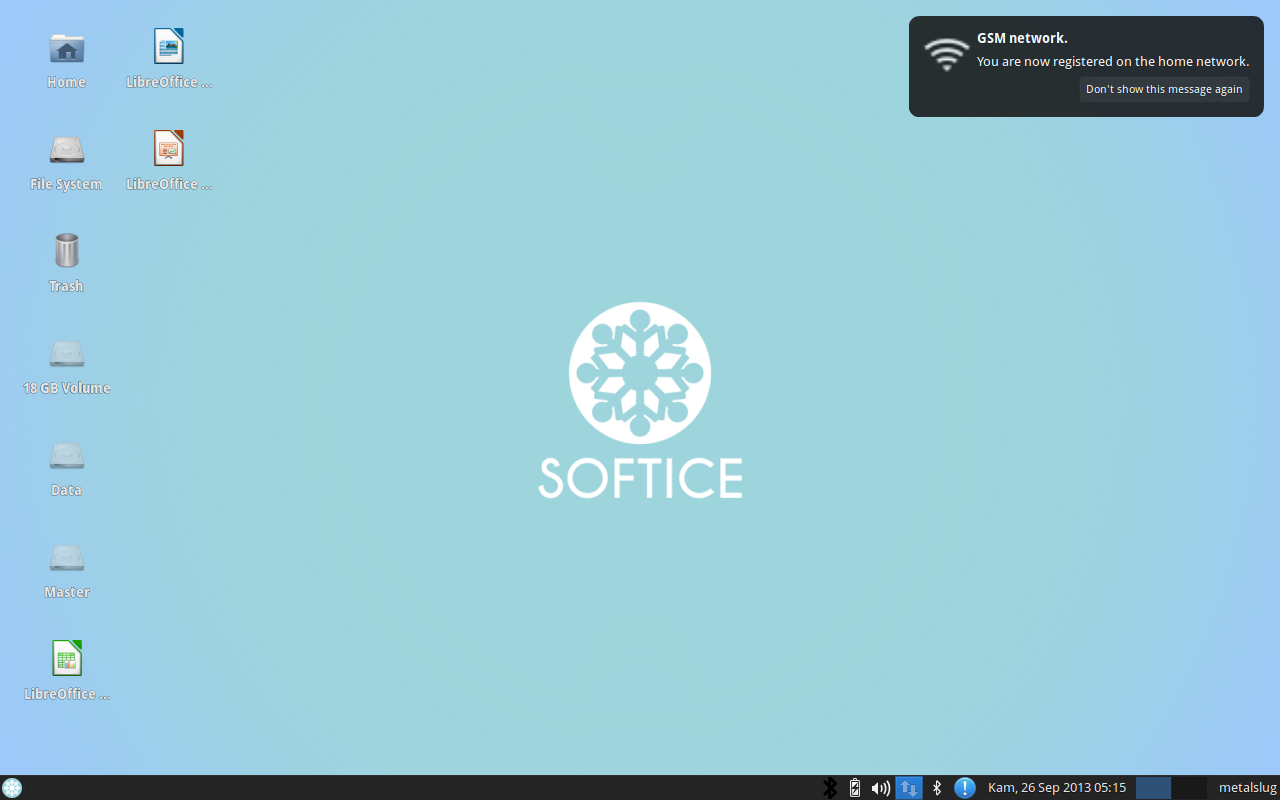 Home
LibreOffice ...
File System
LibreOffice ...
Trash
18 GB Volume
Data
Master
LibreOffice ...
GSM network.
You are now registered on the home network.
Don't show this message again
SOFTICE
Kam, 26 Sep 2013 05:15
metalslug